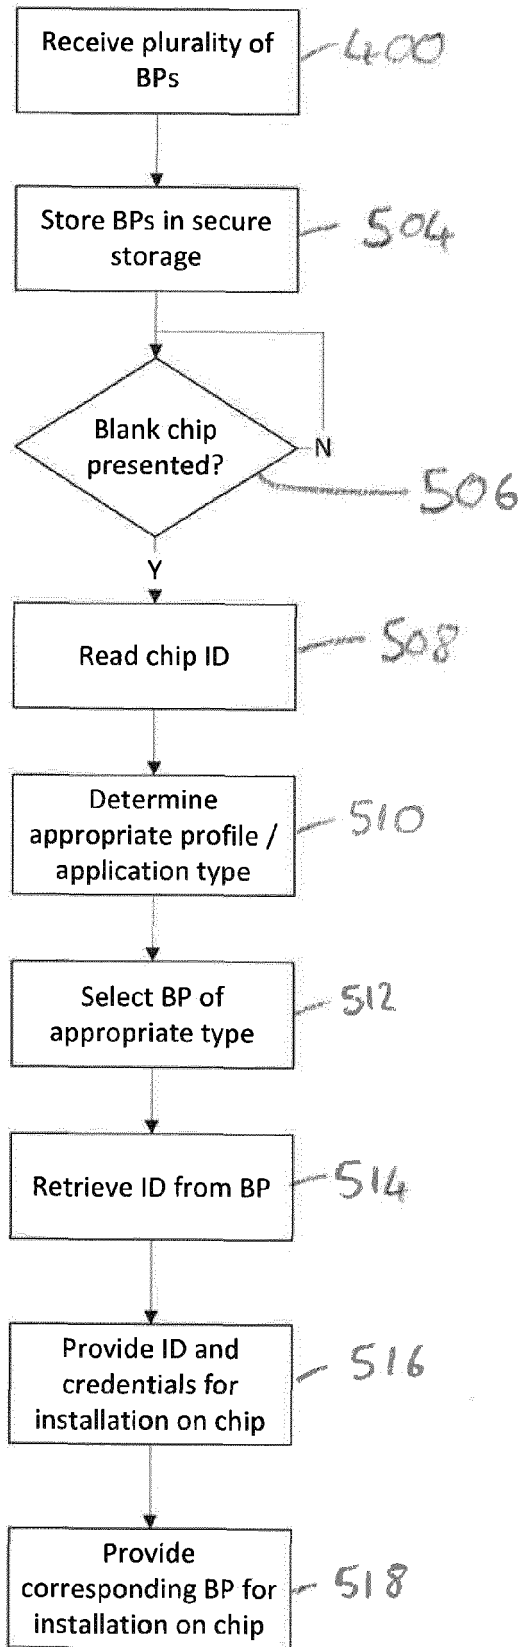 Receive plurality of
BPs
400
Store BPs in secure
storage
504
Blank chip
presented?
N
506
Y
Read chip ID
508
Determine
appropriate profile /
application type
510
Select BP of
appropriate type
512
Retrieve ID from BP
514
Provide ID and
credentials for
installation on chip
516
Provide
corresponding BP for
installation on chip
518